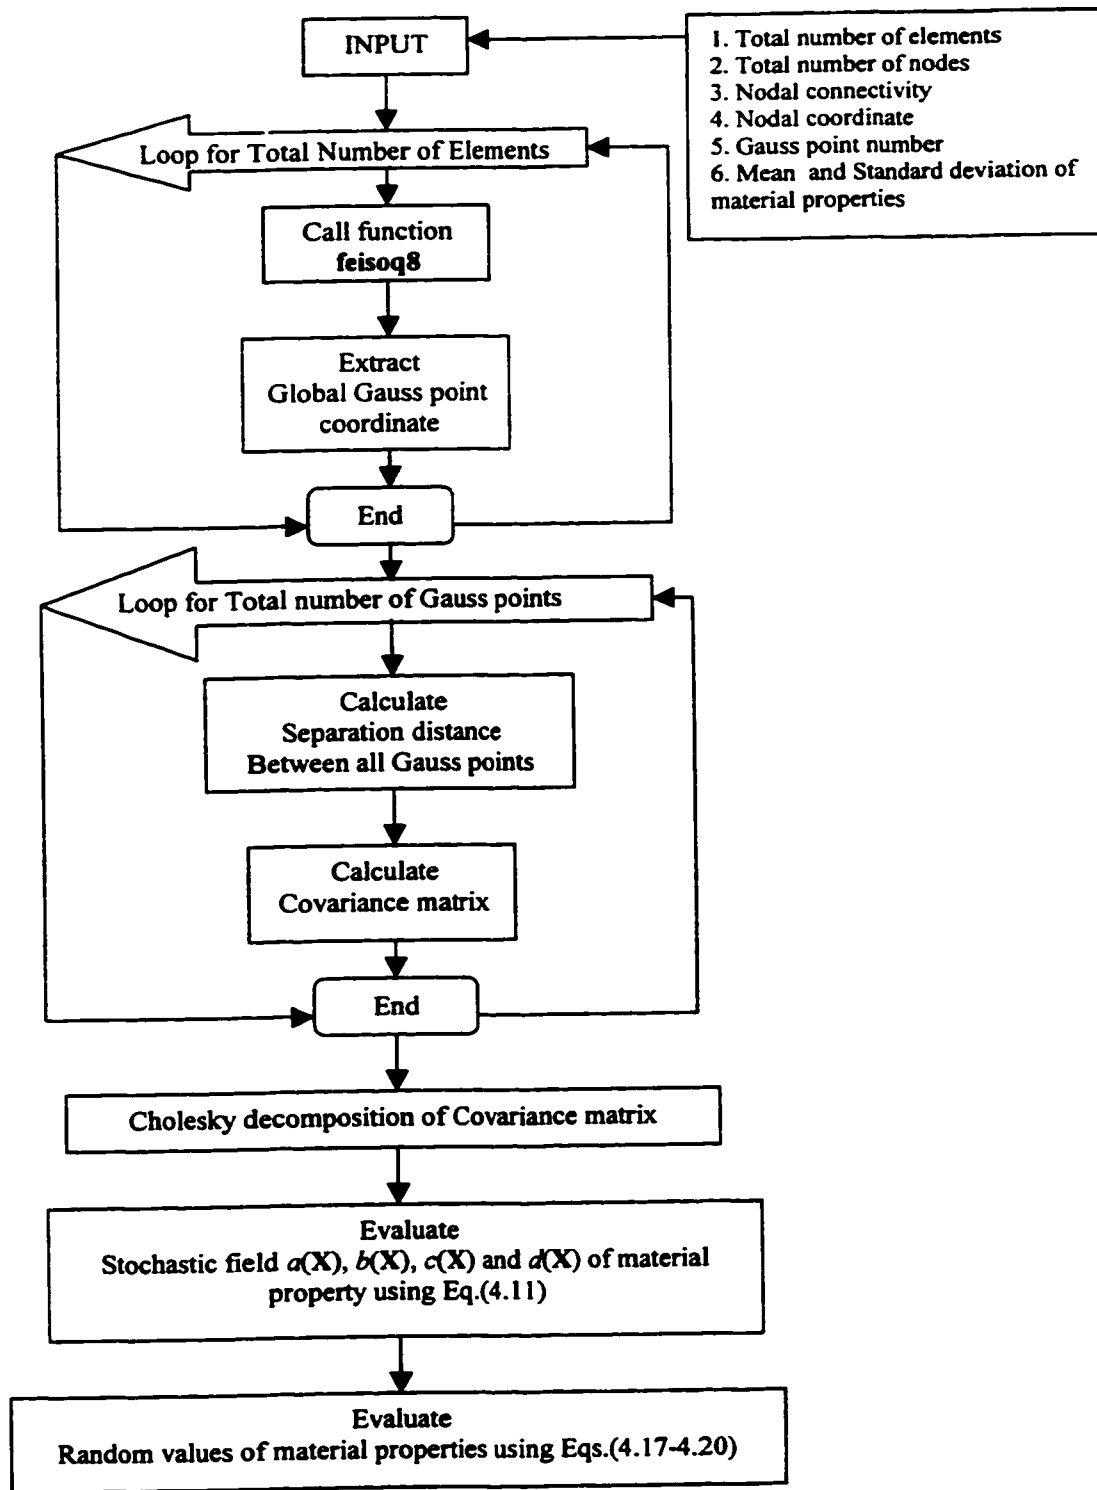 INPUT
1. Total number of elements
2. Total number of nodes
3. Nodal connectivity
4. Nodal coordinate
5. Gauss point number
6. Mean and Standard deviation of
material properties
Loop for Total Number of Elements
Call function
feisoq8
Extract
Global Gauss point
coordinate
End
Loop for Total number of Gauss points
Calculate
Separation distance
Between all Gauss points
Calculate
Covariance matrix
End
Cholesky decomposition of Covariance matrix
Evaluate
Stochastic field a(X), b(X), c(X) and d(X) of material
property using Eq.(4.11)
Evaluate
Random values of material properties using Eqs.(4.17-4.20)